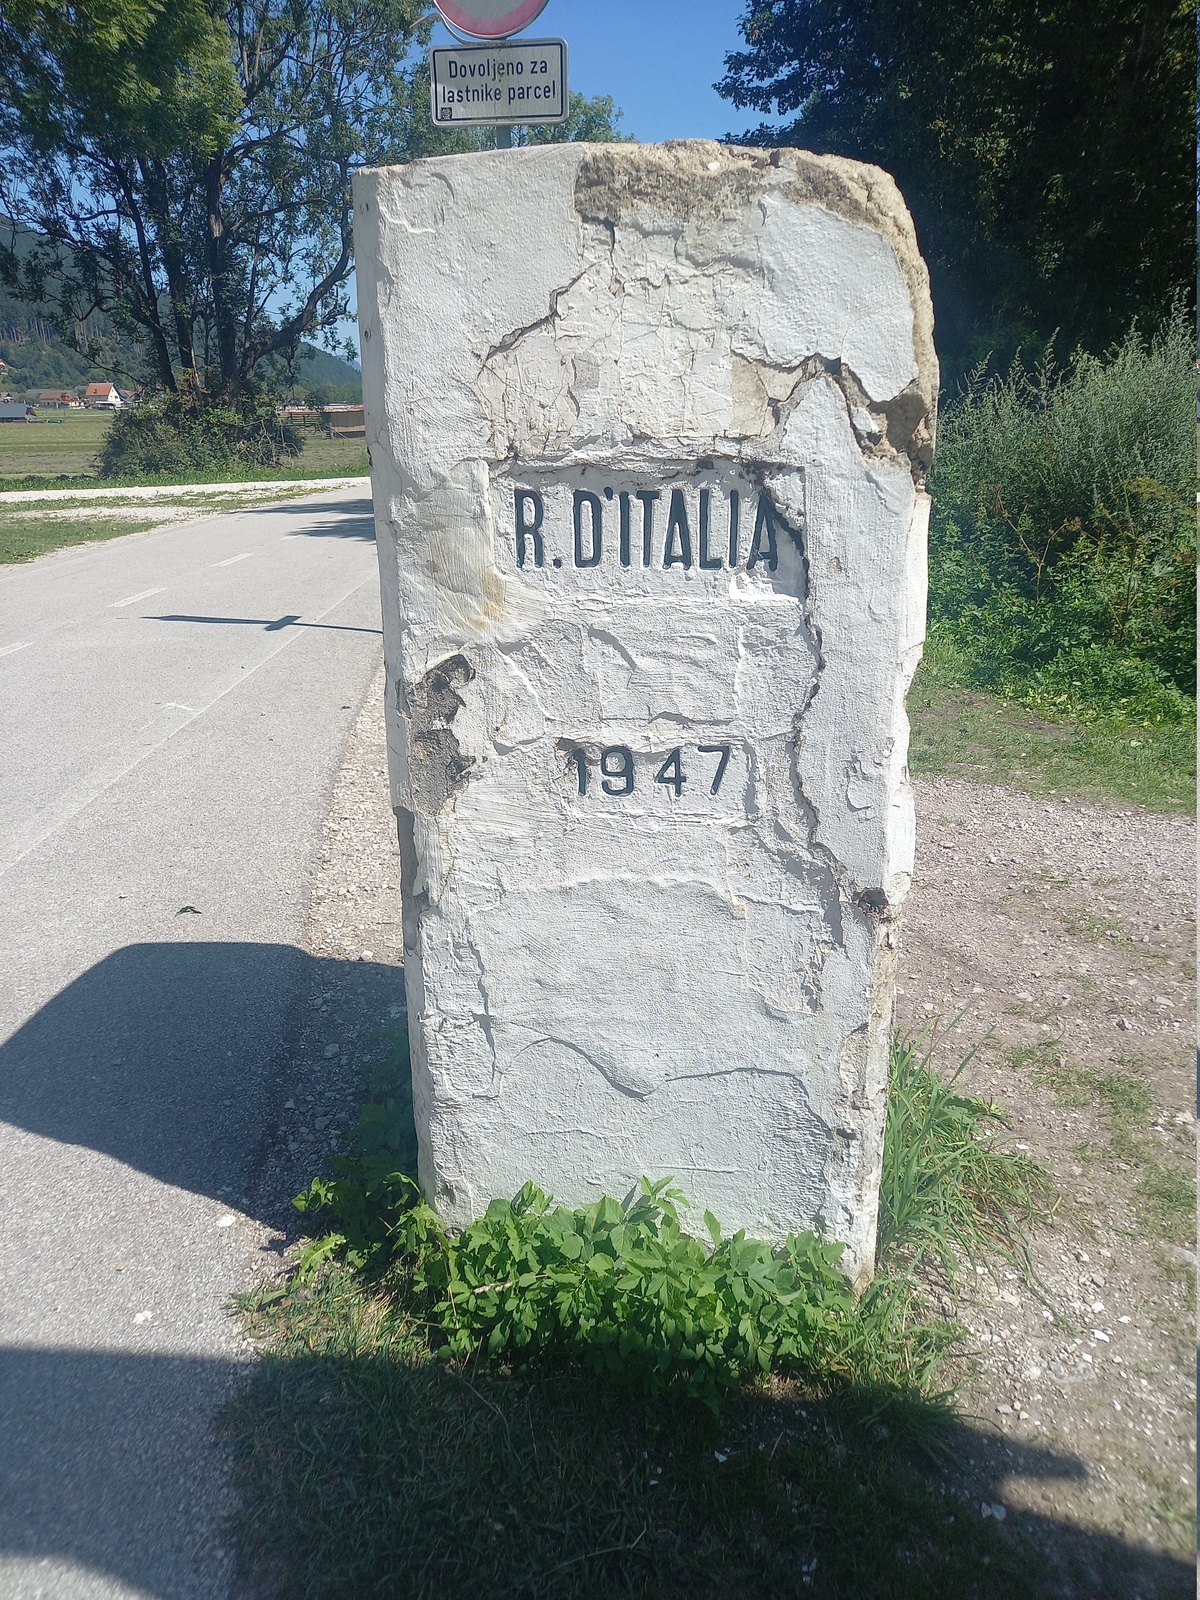 Dovoljeno za
lastnike parcel
R. D'ITALIA
1947